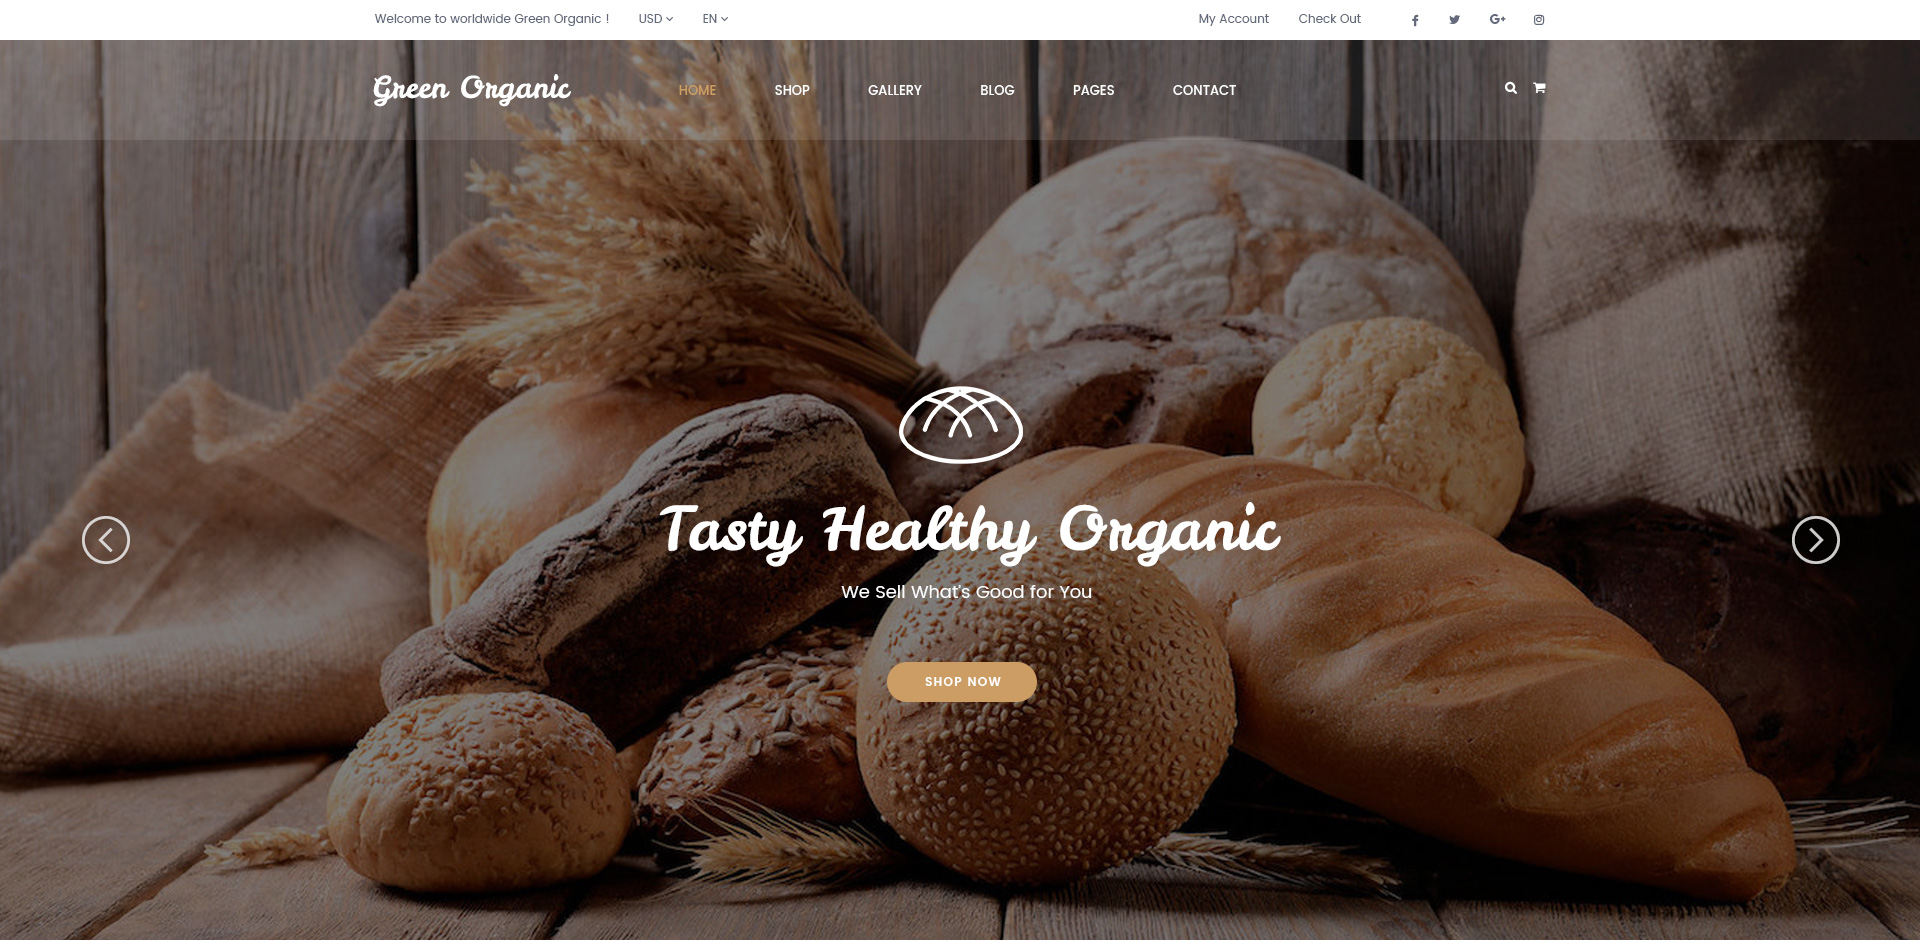 Welcome to worldwide Green Organic !
USD
EN
My Account
Check Out
Green Organic
HOME
SHOP
GALLERY
BLOG
PAGES
CONTACT
Tasty Healthy Organic
We Sell What's Good for You
SHOP NOW